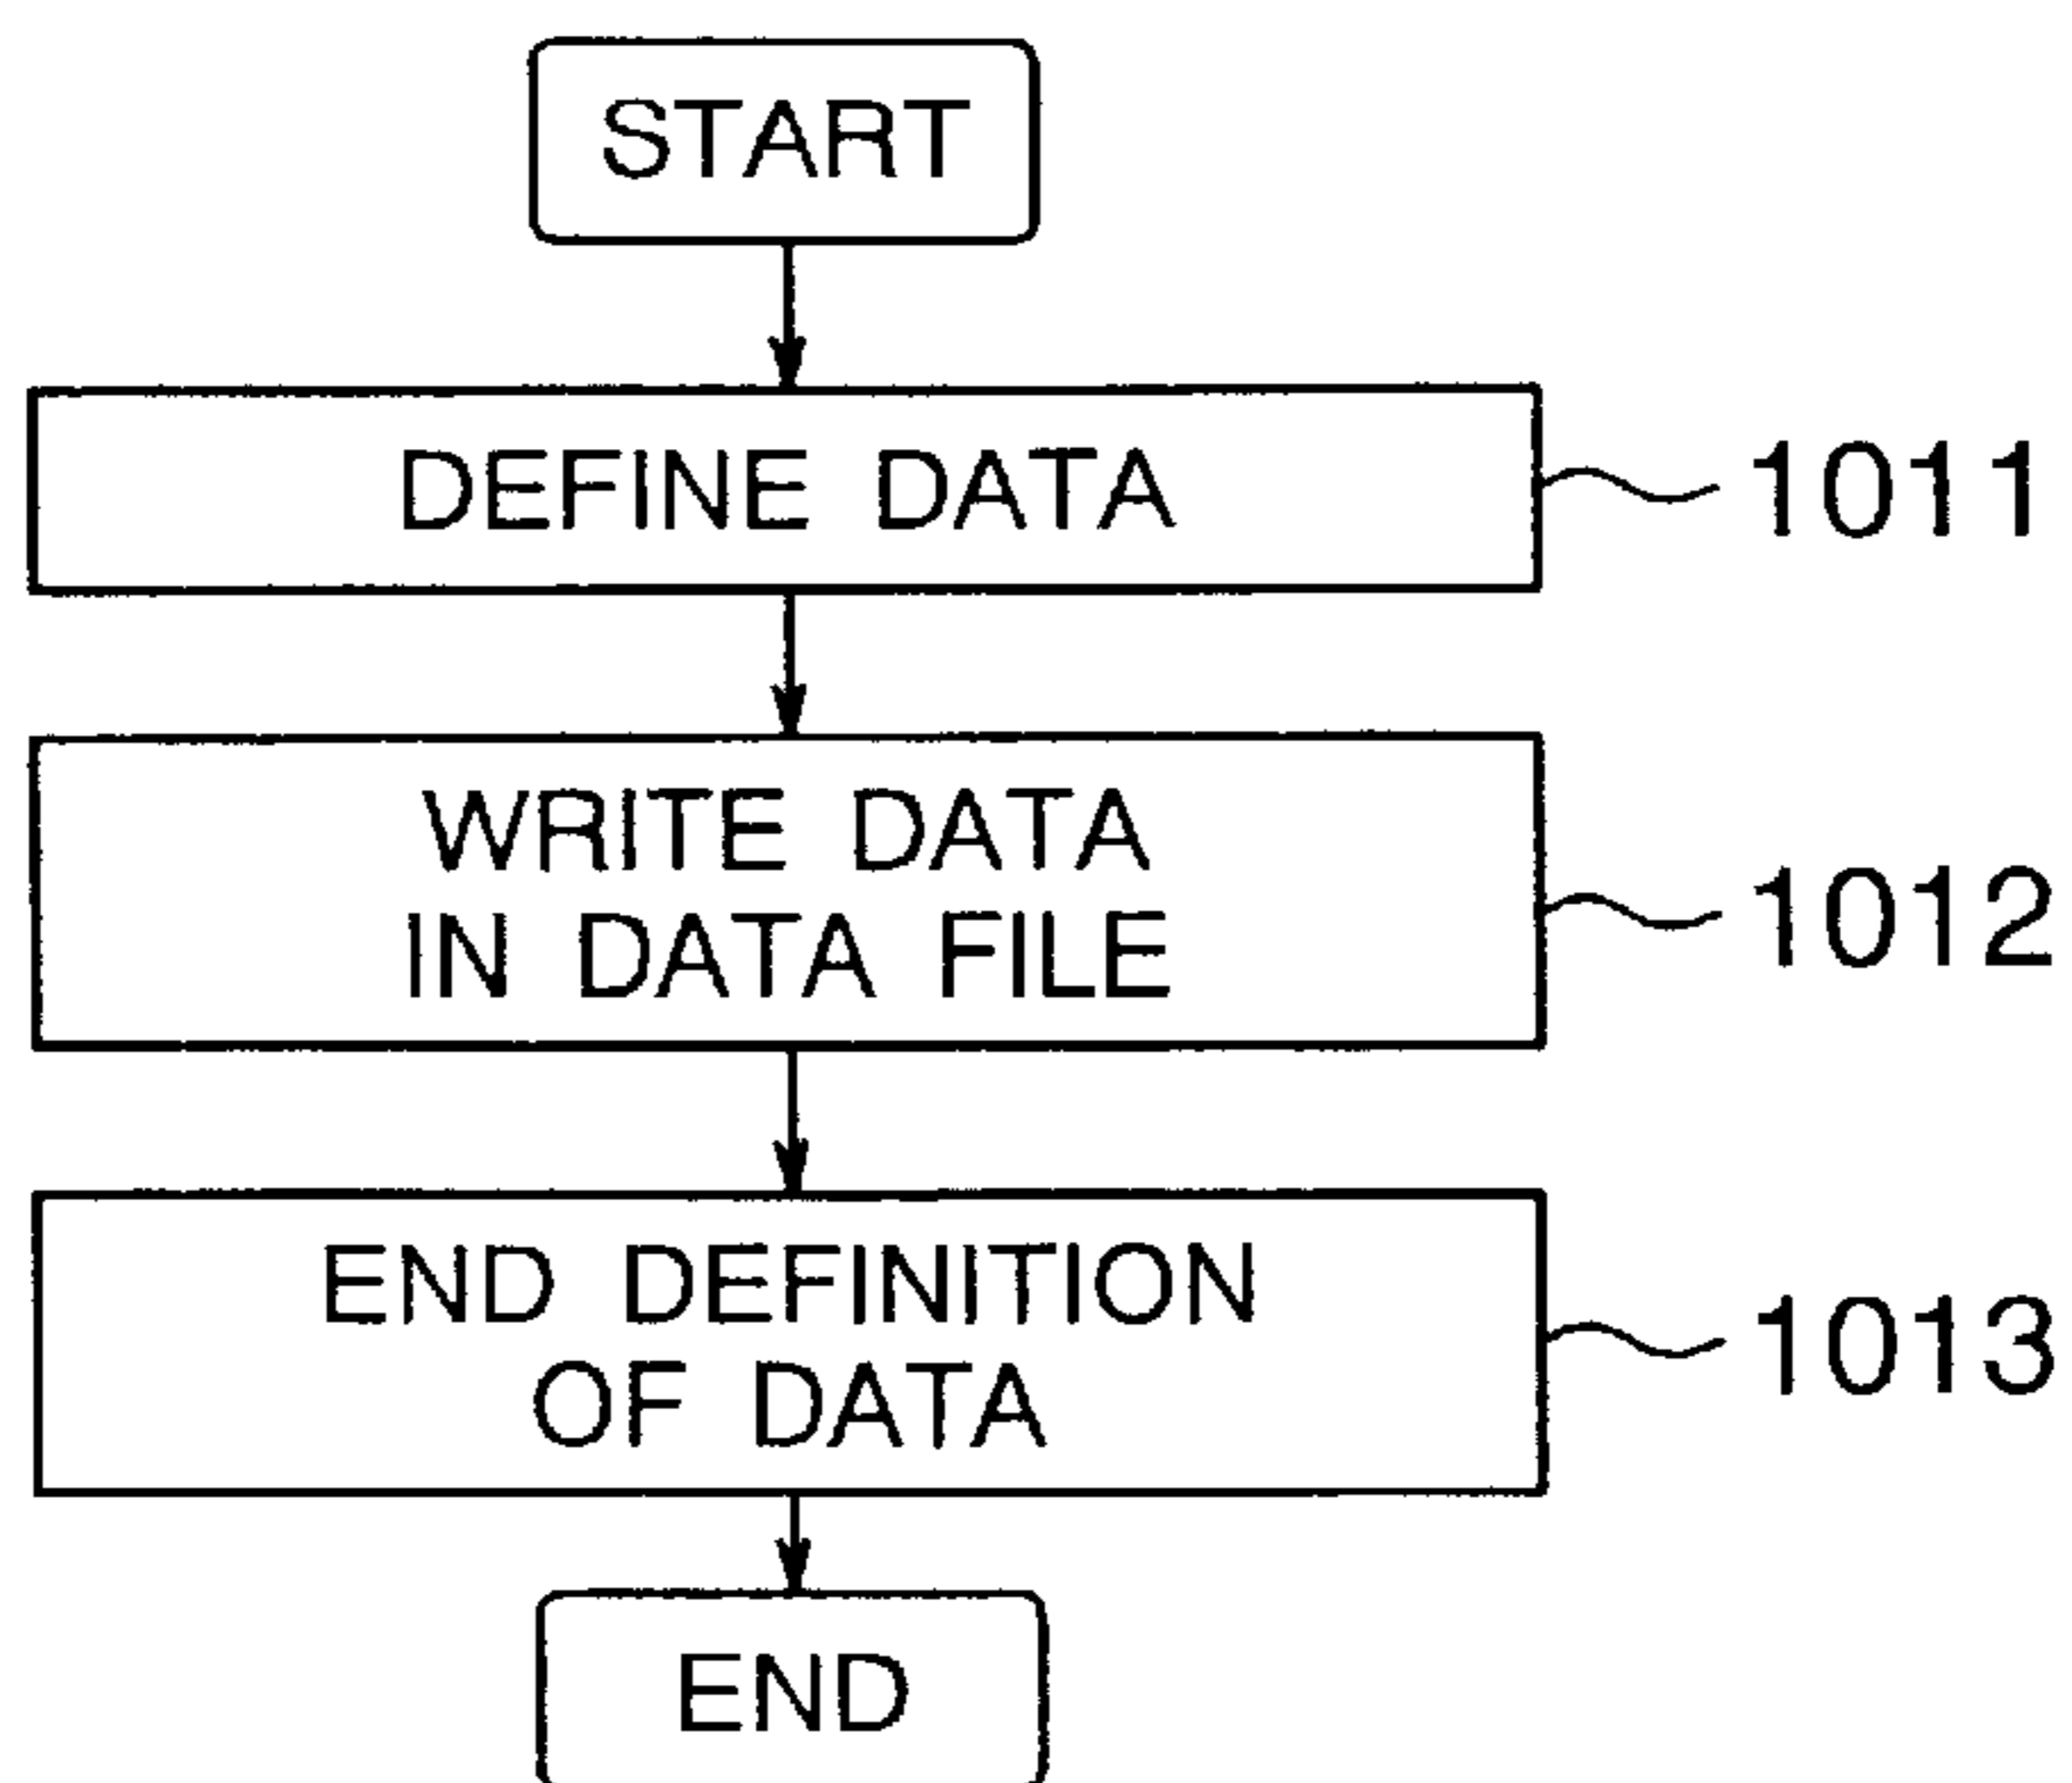 START
DEFINE DATA
1011
WRITE DATA
IN DATA FILE
1012
END DEFINITION
OF DATA
1013
END